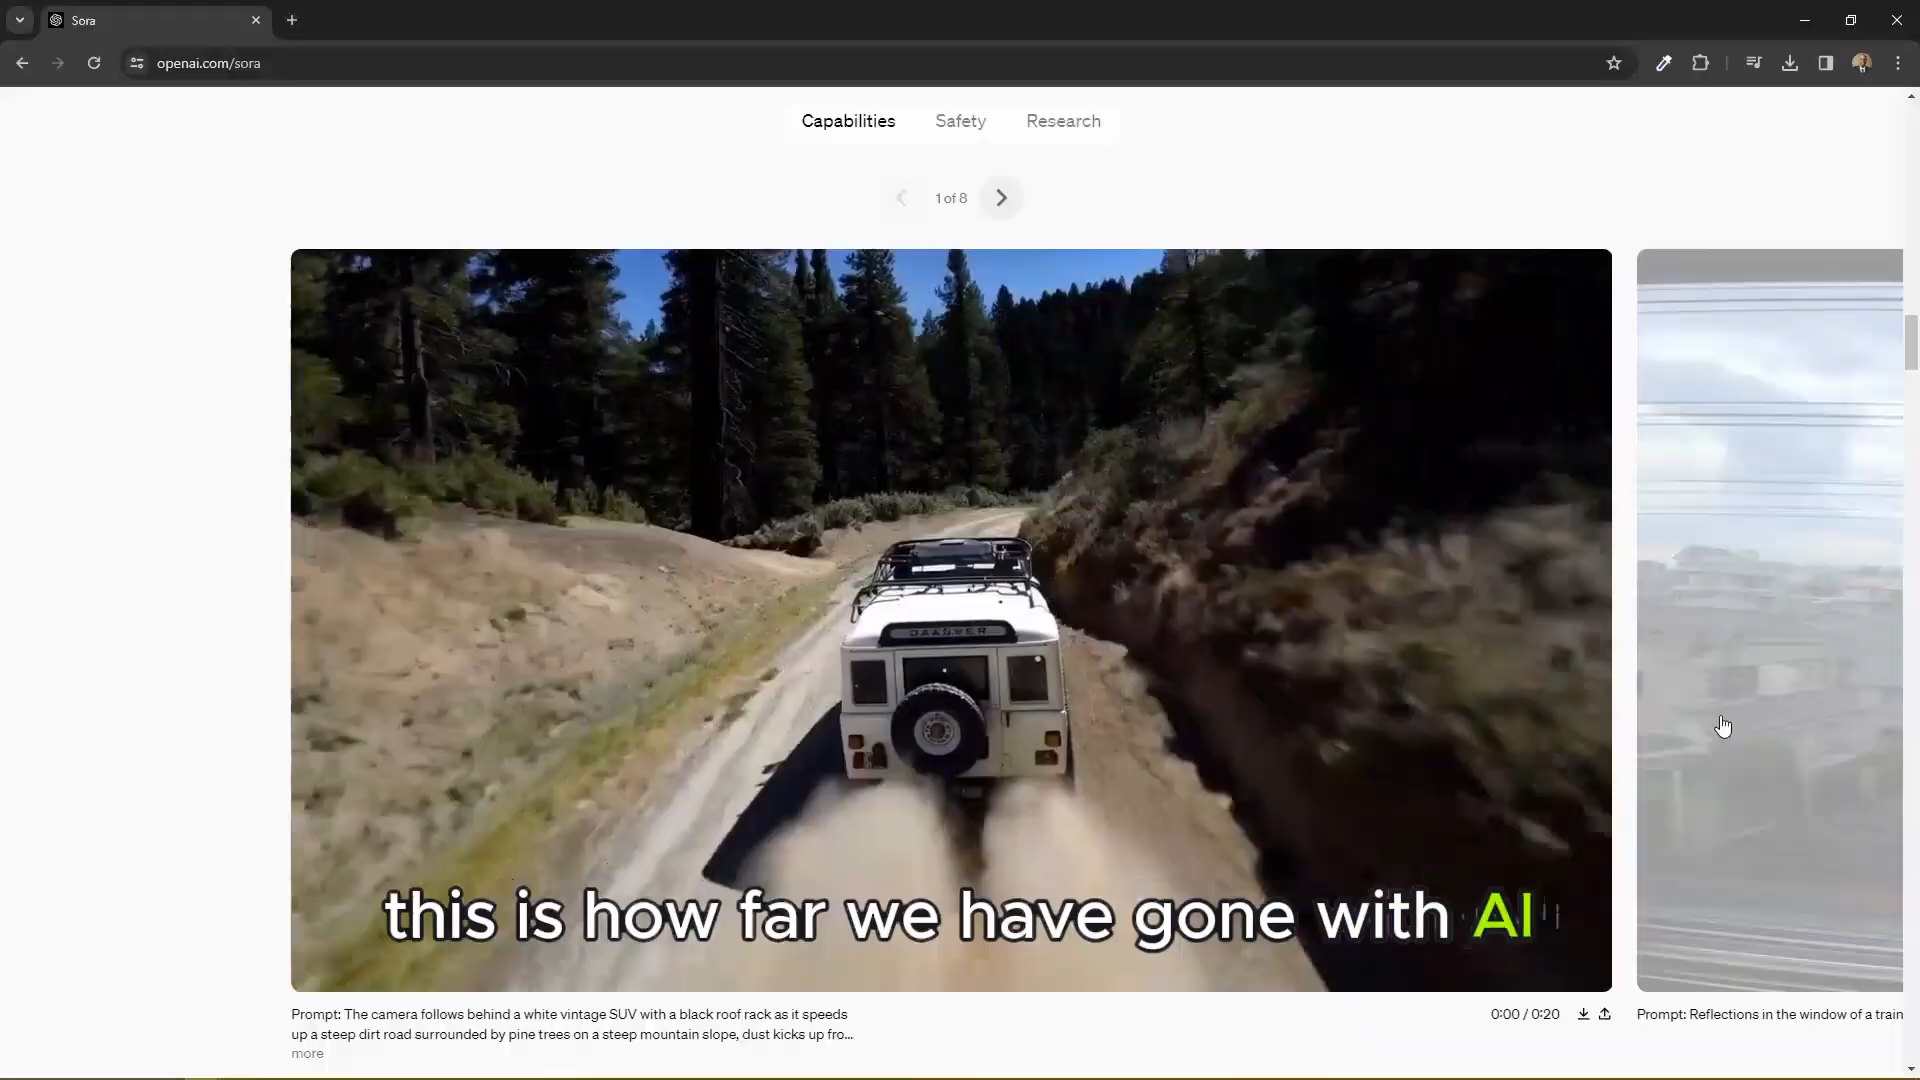 Sora
openai.com/sora
Capabilities Safety Research
1 of 8
DAANVER
this is how far we have gone with AI
Prompt: The camera follows behind a white vintage SUV with a black roof rack as it speeds
up a steep dirt road surrounded by pine trees on a steep mountain slope, dust kicks up fro...
more
0:00 / 0:20
Prompt: Reflections in the window of a train